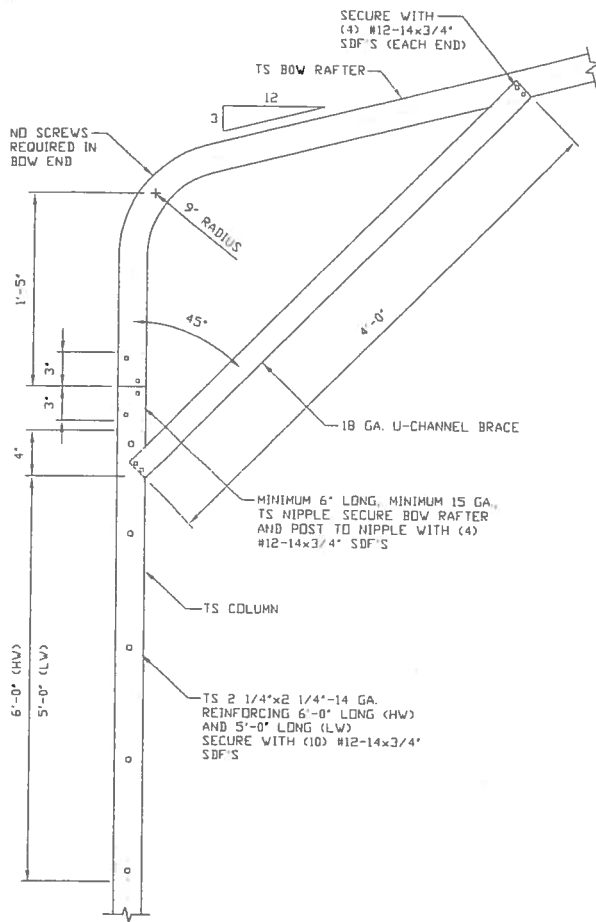 SECURE WITH
(4) #12-14x3/4"
SDF'S (EACH END)
TS BOW RAFTER
12
3
NO SCREWS
REQUIRED IN
BOW END
9" RADIUS
1'-5"
45°
4'-0"
3"
3"
18 GA. U-CHANNEL BRACE
4"
MINIMUM 6" LONG, MINIMUM 15 GA.
TS NIPPLE SECURE BOW RAFTER
AND POST TO NIPPLE WITH (4)
#12-14x3/4" SDF'S
TS COLUMN
6'-0" (HW)
5'-0" (LW)
TS 2 1/4"x2 1/4"-14 GA.
REINFORCING 6'-0" LONG (HW)
AND 5'-0" LONG (LW)
SECURE WITH (10) #12-14x3/4"
SDF'S